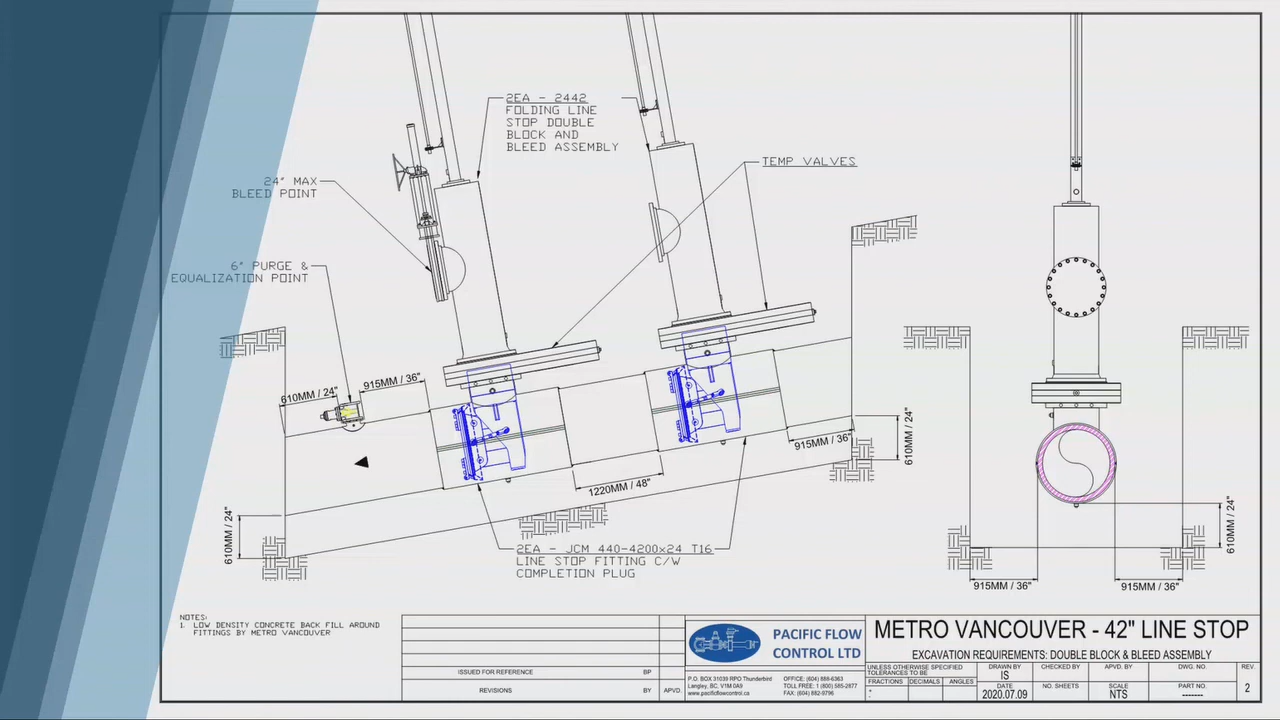 2EA - 2442
FOLDING LINE
STOP DOUBLE
BLOCK AND
BLEED ASSEMBLY
TEMP VALVES
24" MAX
BLEED POINT
6" PURGE &
EQUALIZATION POINT
610MM / 24"
915MM / 36"
915MM / 36"
610MM / 24"
1220MM / 48"
610MM / 24"
610MM / 24"
2EA - JCM 440-4200x24 T16
LINE STOP FITTING C/W
COMPLETION PLUG
915MM / 36"
915MM / 36"
NOTES:
1. LOW DENSITY CONCRETE BACK FILL AROUND
FITTINGS BY METRO VANCOUVER
ISSUED FOR REFERENCE BP
REVISIONS BY APVD.
PACIFIC FLOW
CONTROL LTD
P.O. BOX 31039 RPO Thunderbird
Langley, BC, V1M 0A9
www.pacificflowcontrol.ca
OFFICE: (604) 888-6363
TOLL FREE: 1 (800) 585-2677
FAX: (604) 882-9796
METRO VANCOUVER - 42" LINE STOP
EXCAVATION REQUIREMENTS: DOUBLE BLOCK & BLEED ASSEMBLY
UNLESS OTHERWISE SPECIFIED
TOLERANCES TO BE
FRACTIONS DECIMALS ANGLES
DRAWN BY
IS
CHECKED BY
APVD. BY
DWG. NO.
REV.
2
DATE
2020.07.09
NO. SHEETS
SCALE
NTS
PART NO.
-------